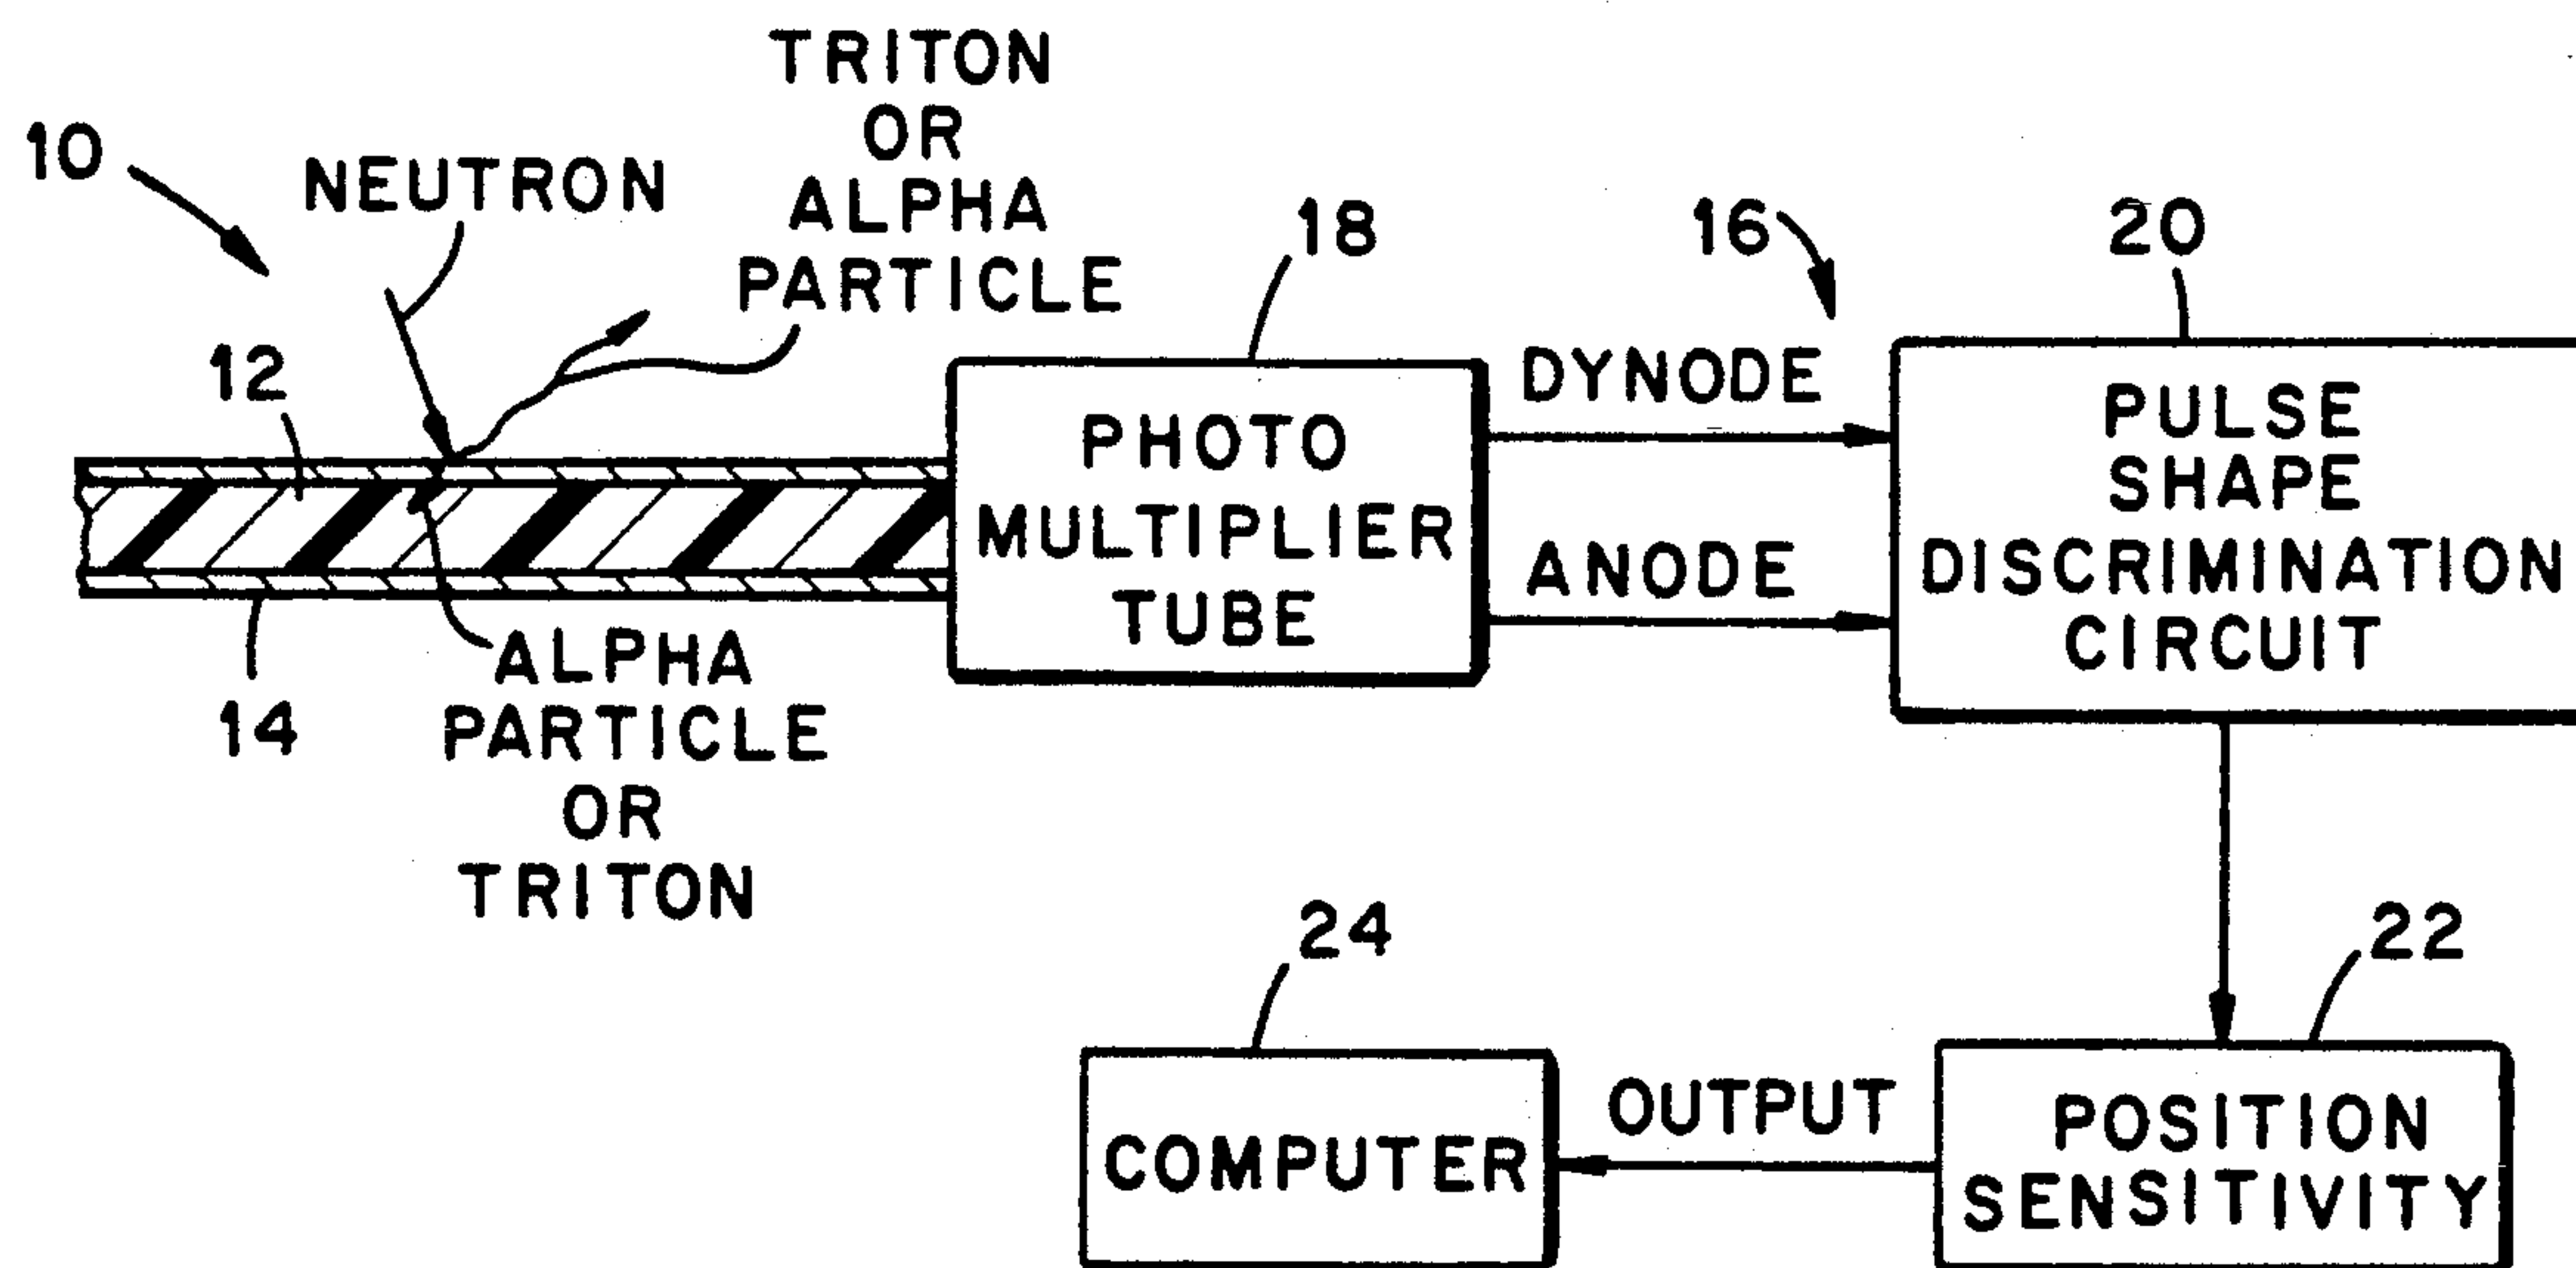 TRITON
OR
ALPHA
PARTICLE
10
NEUTRON
12
18
16
20
PHOTO
MULTIPLIER
TUBE
DYNODE
ANODE
PULSE
SHAPE
DISCRIMINATION
CIRCUIT
14
ALPHA
PARTICLE
OR
TRITON
24
22
COMPUTER
OUTPUT
POSITION
SENSITIVITY